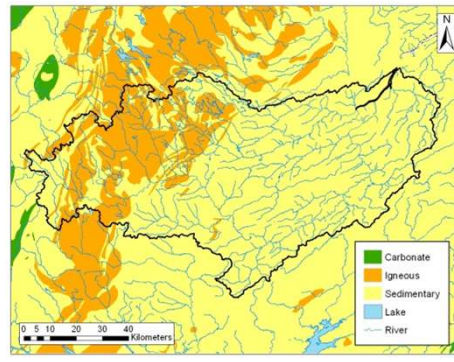 N
Carbonate
Igneous
Sedimentary
Lake
River
0 5 10 20 30 40
Kilometers